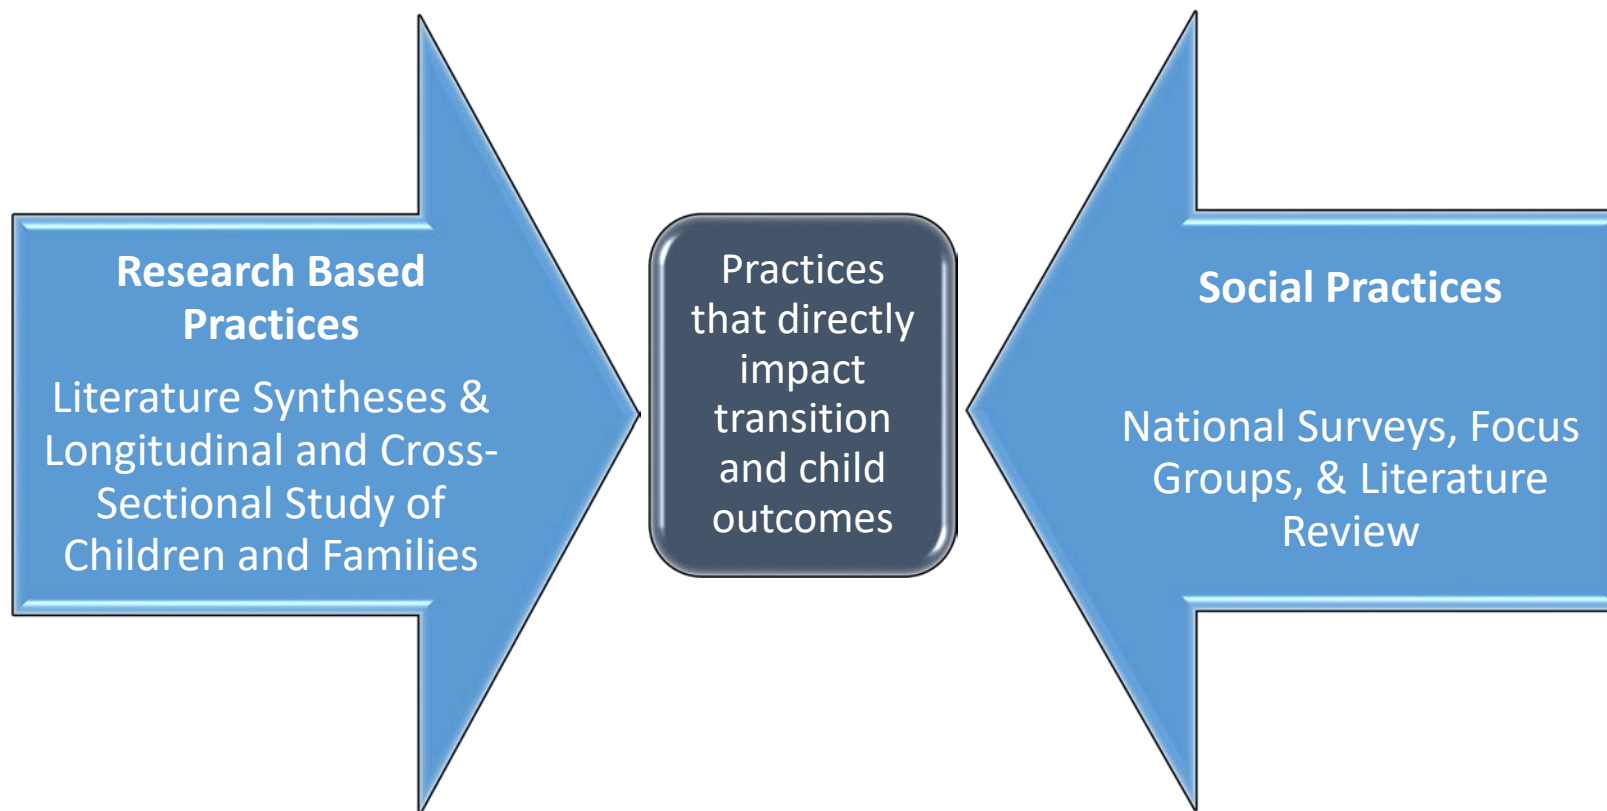 Research Based
Practices
Literature Syntheses &
Longitudinal and Cross-
Sectional Study of
Children and Families
Practices
that directly
impact
transition
and child
outcomes
Social Practices
National Surveys, Focus
Groups, & Literature
Review